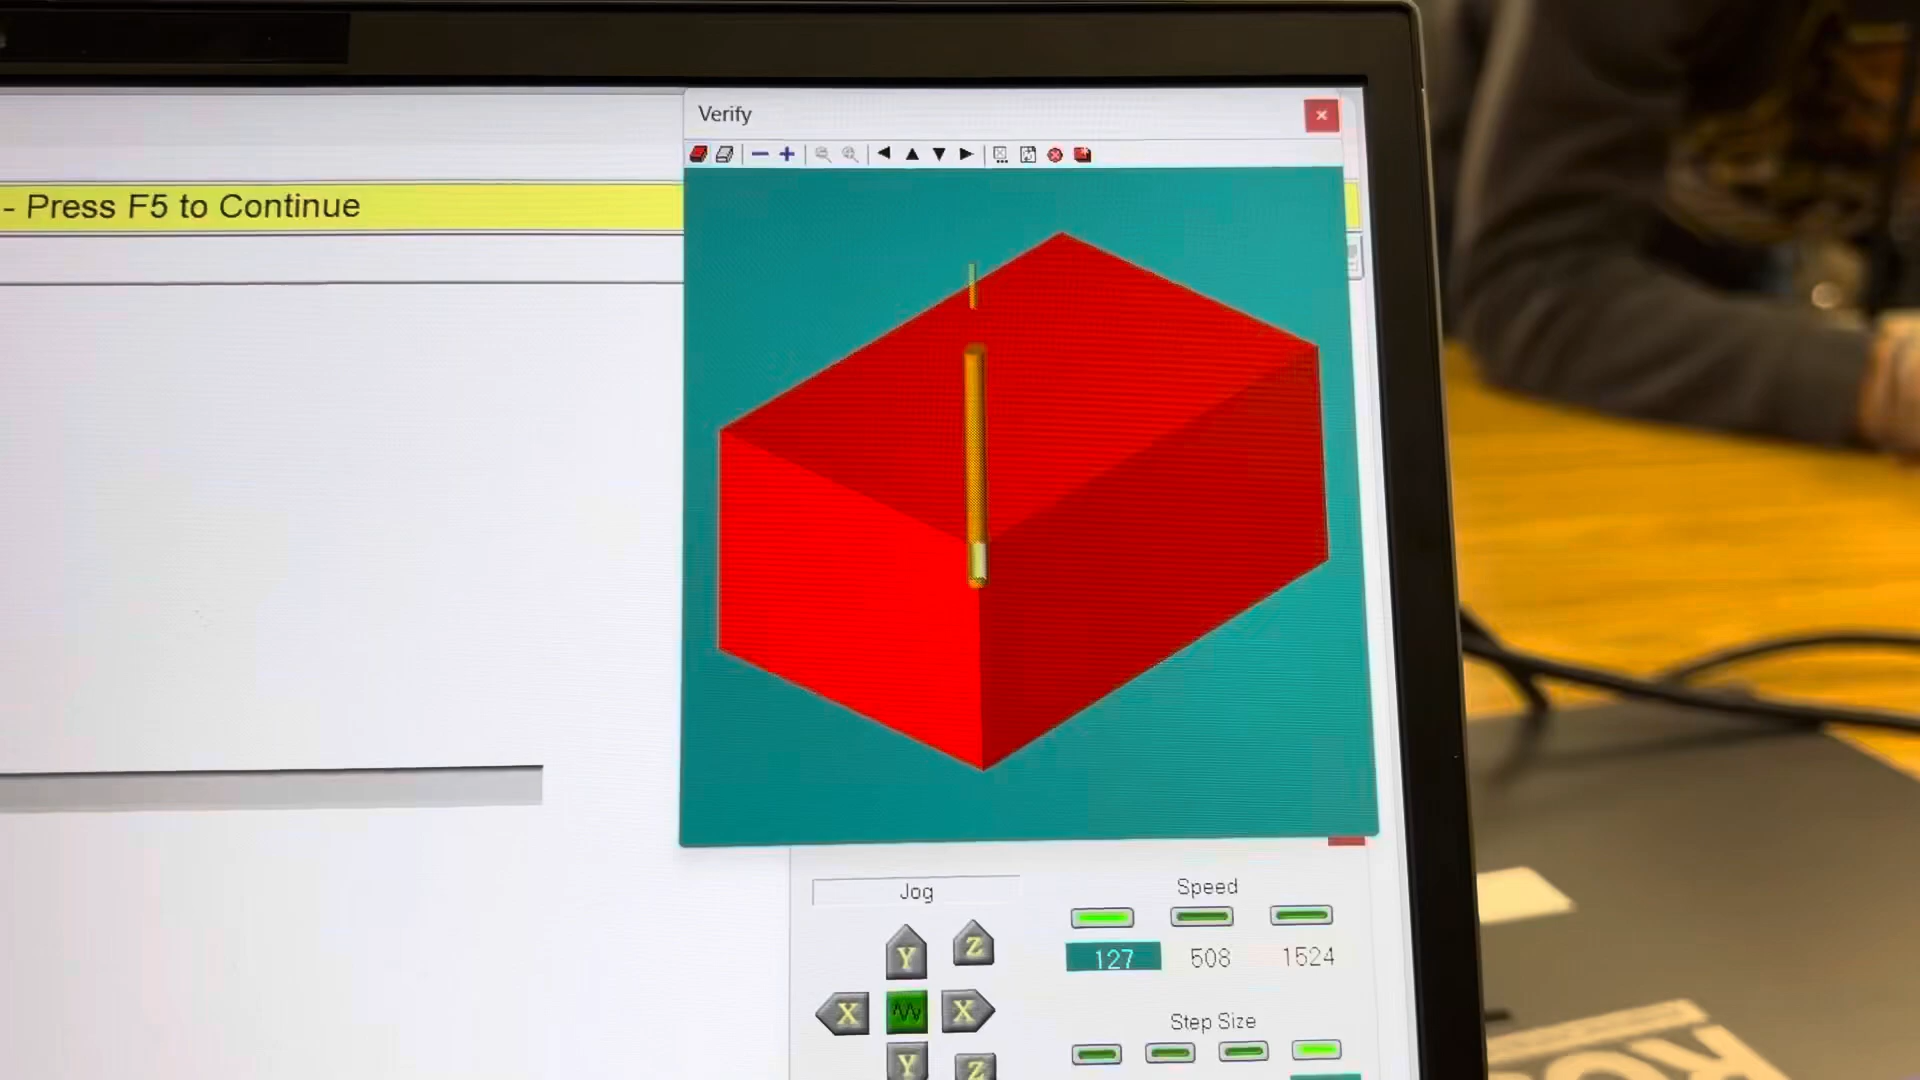 Verify
- Press F5 to Continue
Jog
Speed
127 508 1524
Y Z
X X
Step Size
Y Z